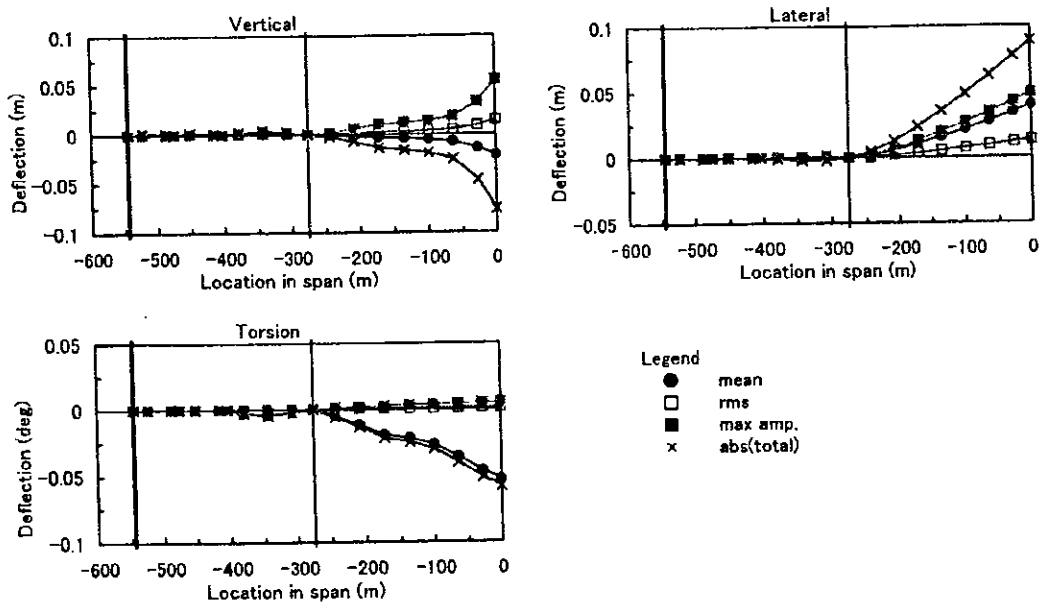 Vertical
0.1
0.05
0
-0.05
-0.1
Deflection (m)
-600 -500 -400 -300 -200 -100 0
Location in span (m)
Lateral
0.1
0.05
0
-0.05
Deflection (m)
-600 -500 -400 -300 -200 -100 0
Location in span (m)
Torsion
0.05
0
-0.05
-0.1
Deflection (deg)
-600 -500 -400 -300 -200 -100 0
Location in span (m)
Legend
mean
rms
max amp.
abs(total)